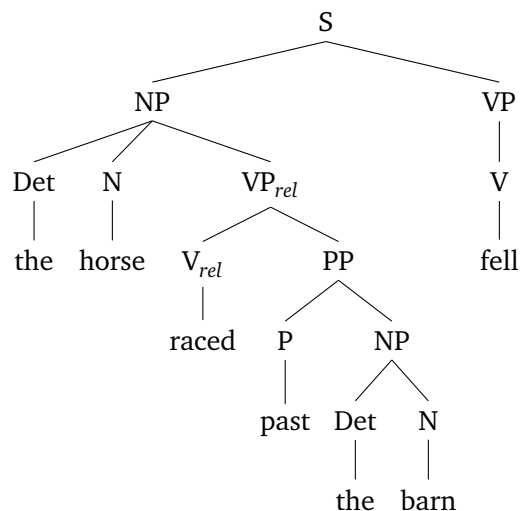 S
NP VP
Det N VP_rel V
the horse V_rel PP fell
raced P NP
past Det N
the barn